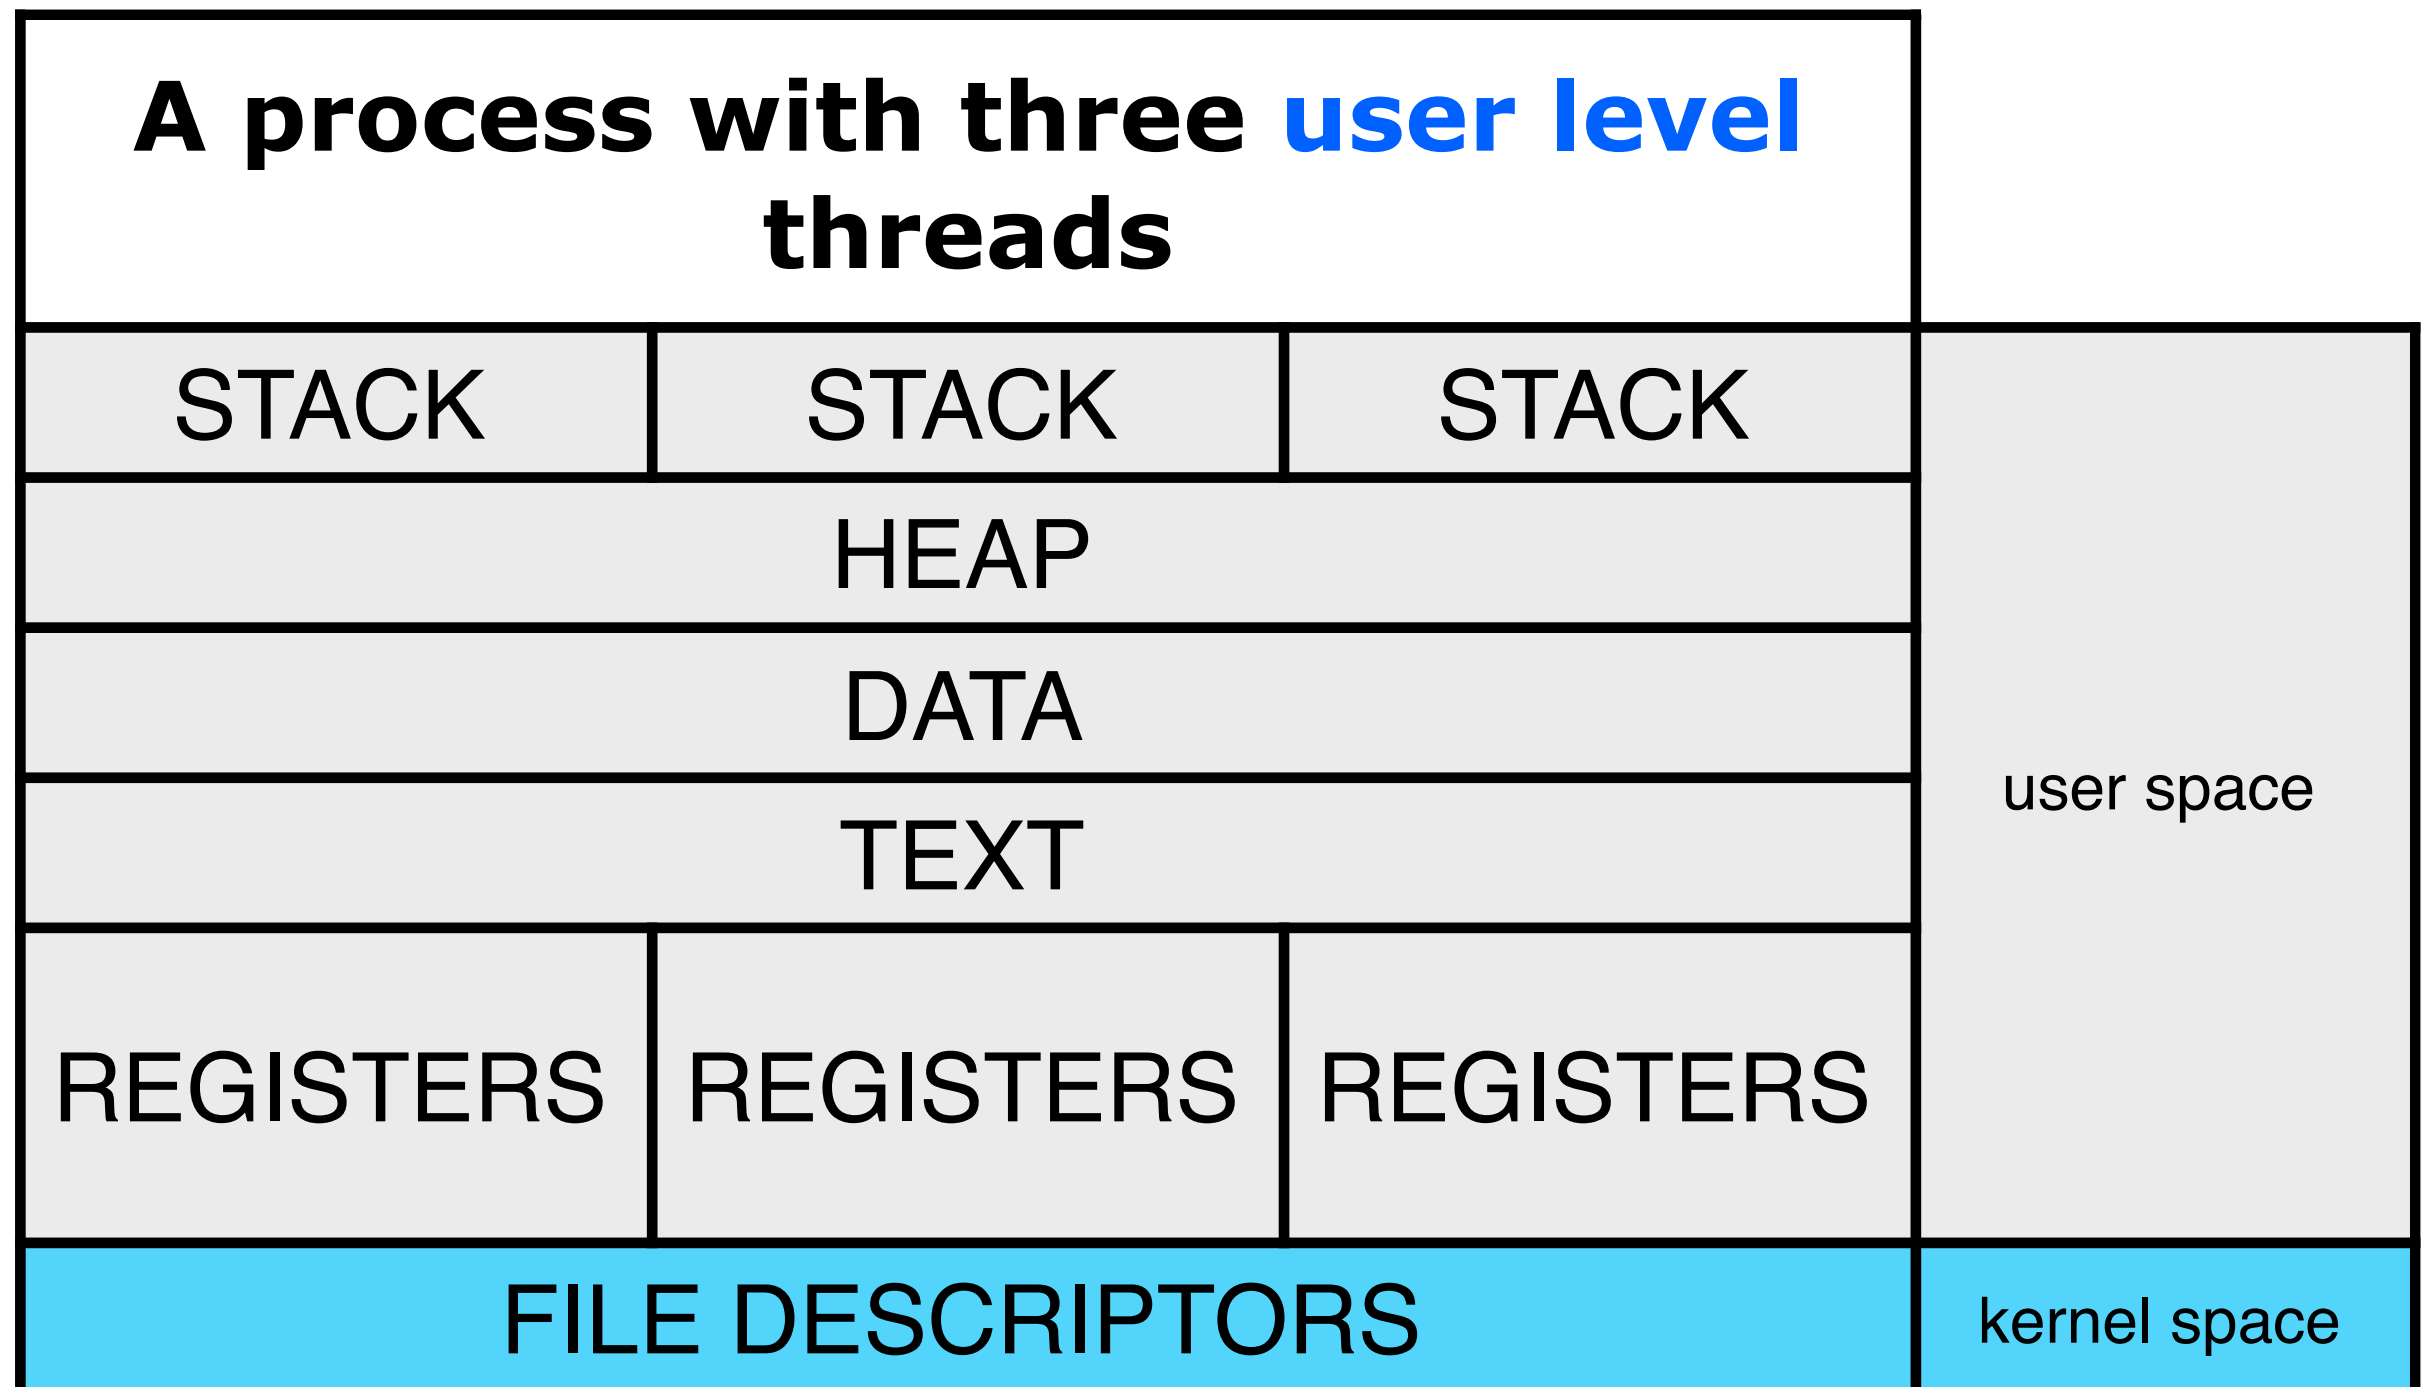 A process with three user level
threads
STACK STACK STACK
HEAP
DATA
TEXT
user space
REGISTERS REGISTERS REGISTERS
FILE DESCRIPTORS
kernel space